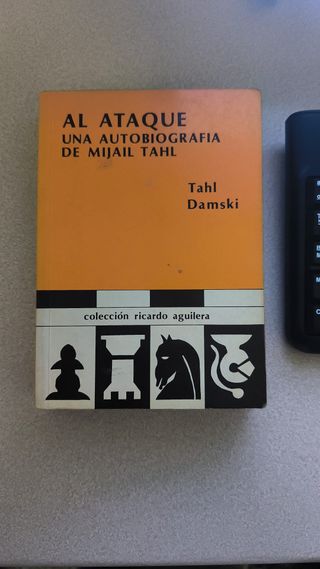 AL ATAQUE
UNA AUTOBIOGRAFIA
DE MIJAIL TAHL
Tahl
Damski
colección ricardo aguilera